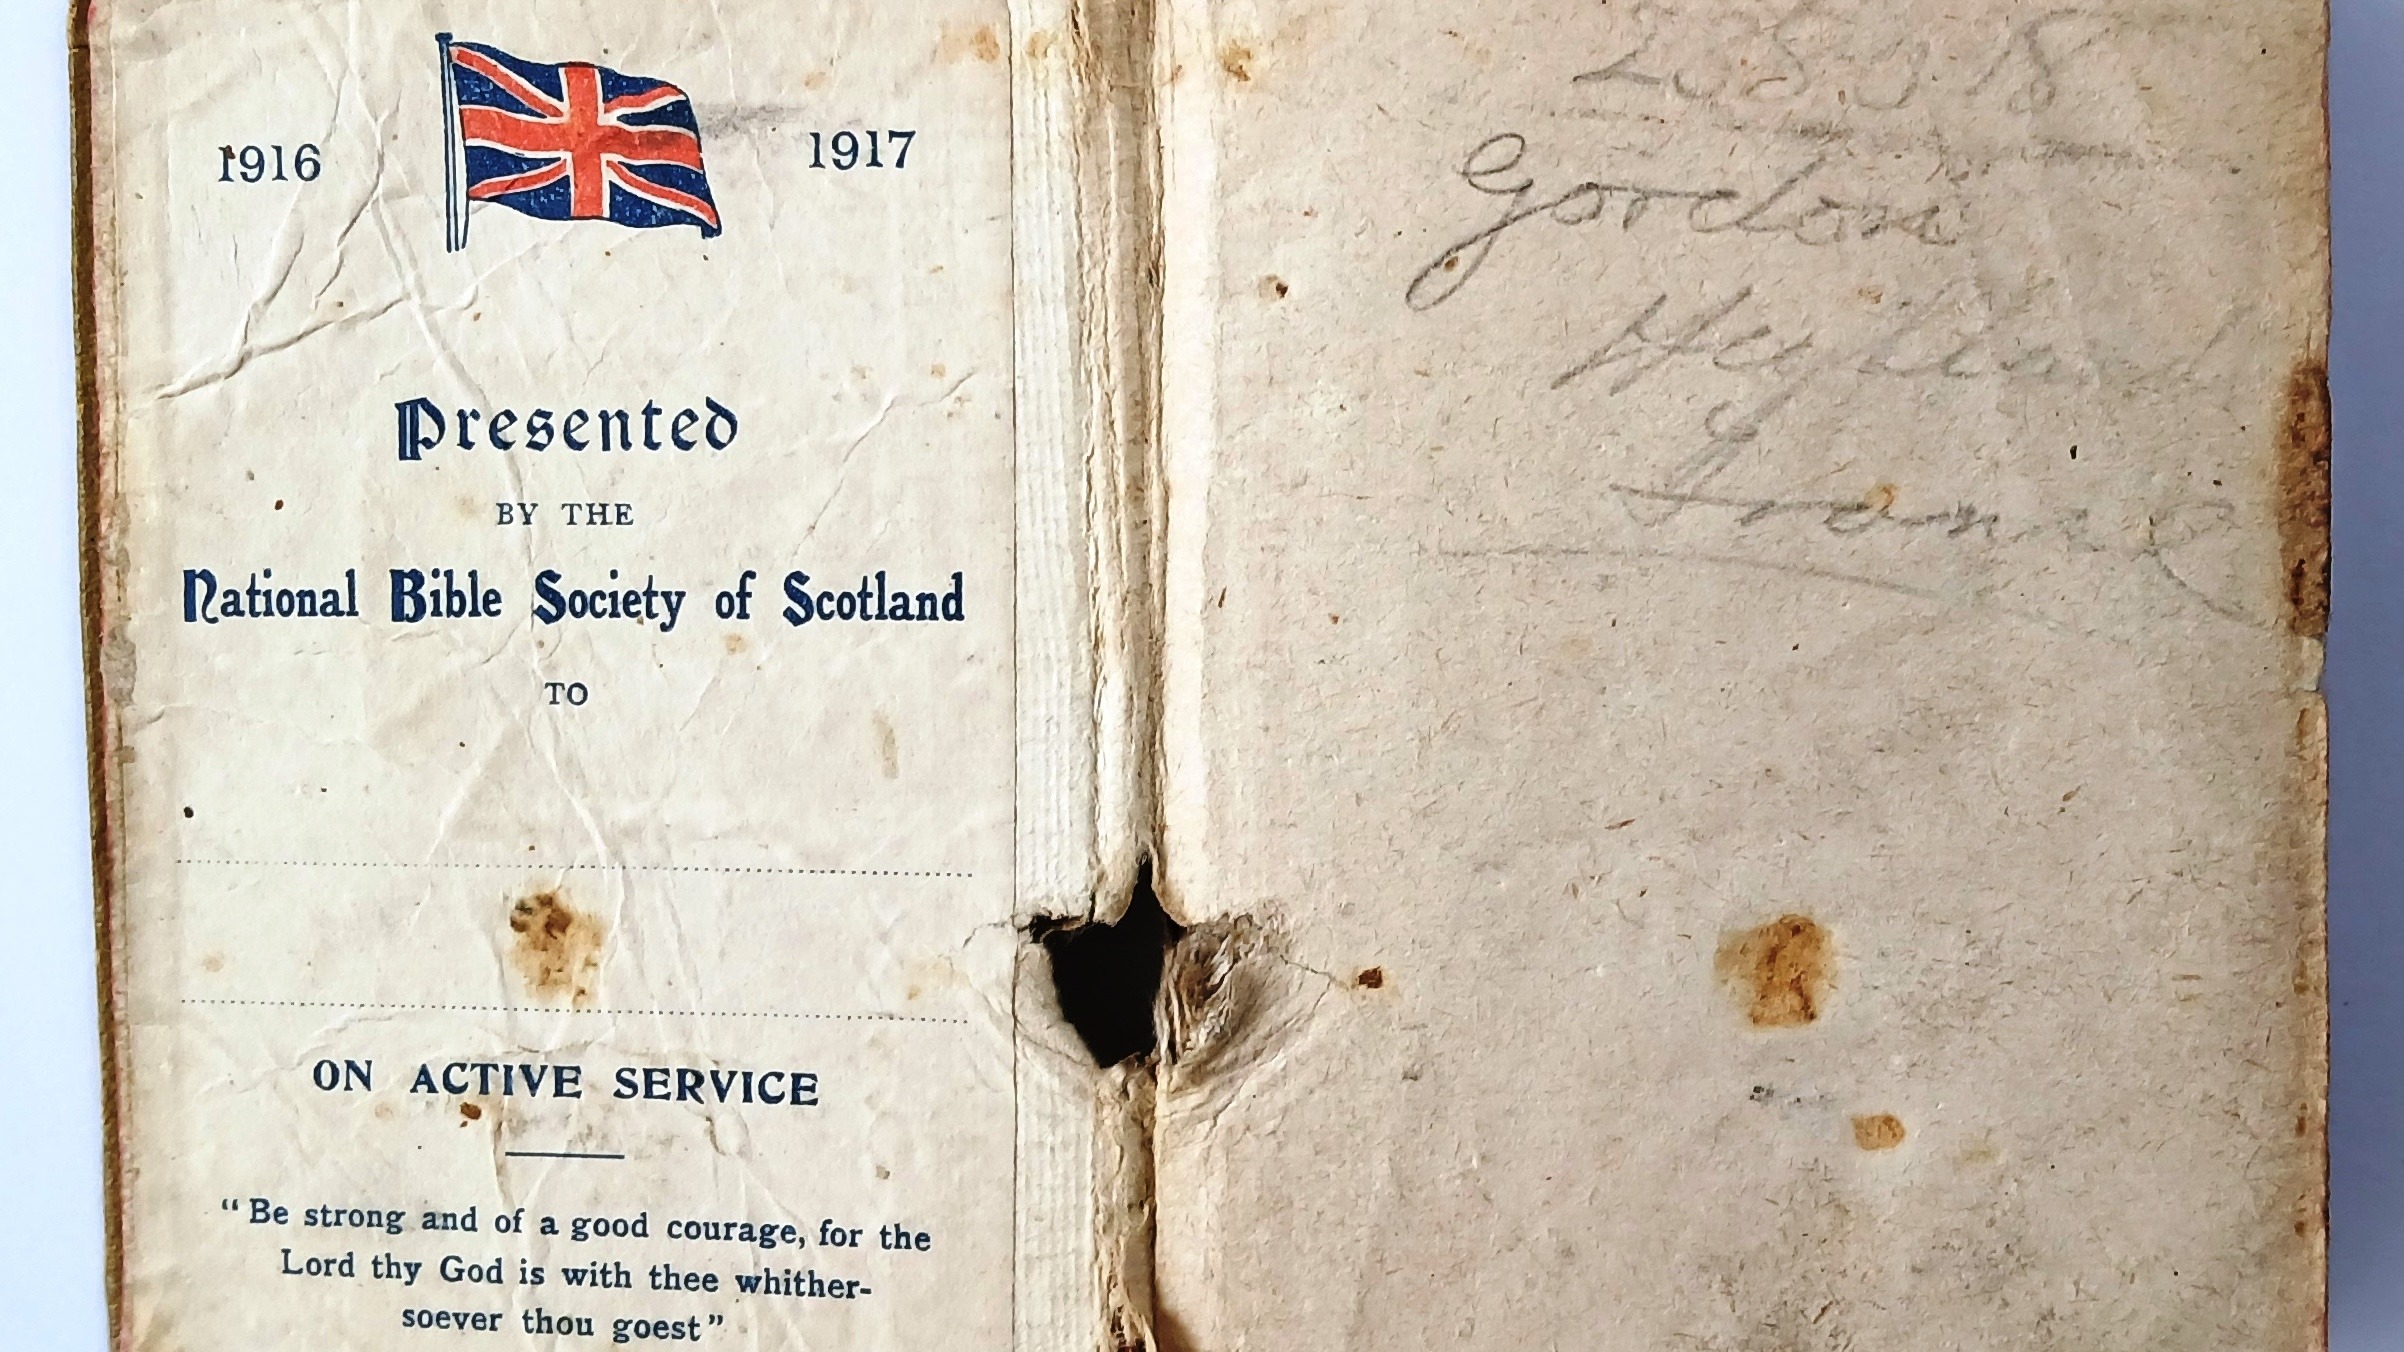 1916 1917
Presented
BY THE
National Bible Society of Scotland
TO
ON ACTIVE SERVICE
“Be strong and of a good courage, for the
Lord thy God is with thee whither-
soever thou goest”
Gordon